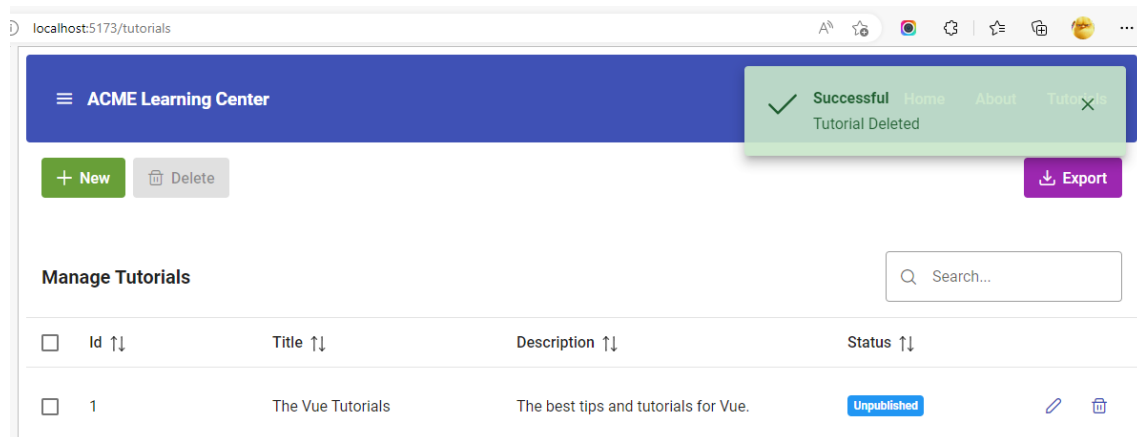 localhost:5173/tutorials
ACME Learning Center
Successful Home About Tutorials
Tutorial Deleted
New Delete Export
Manage Tutorials Search...
Id Title Description Status
1 The Vue Tutorials The best tips and tutorials for Vue. Unpublished